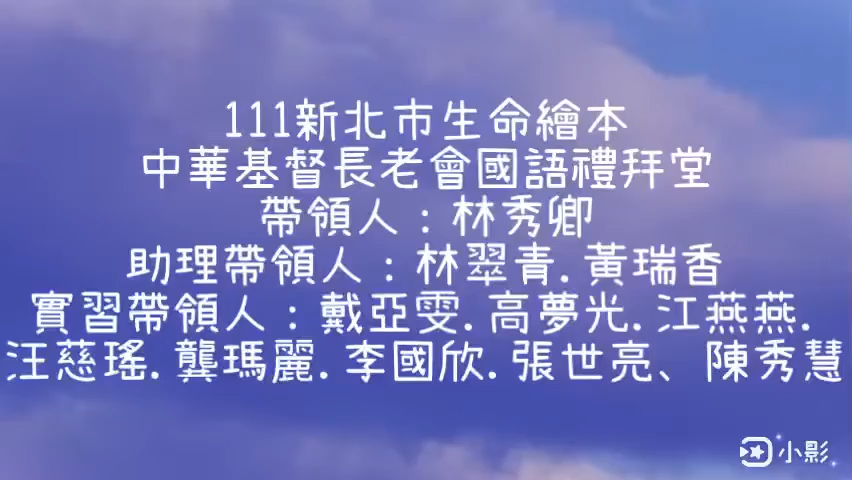 111新北市生命繪本
中華基督長老會國語禮拜堂
帶領人：林秀卿
助理帶領人：林翠青.黃瑞香
實習帶領人：戴亞雯.高夢光.江燕燕.
汪慈瑤.龔瑪麗.李國欣.張世亮、陳秀慧
小影